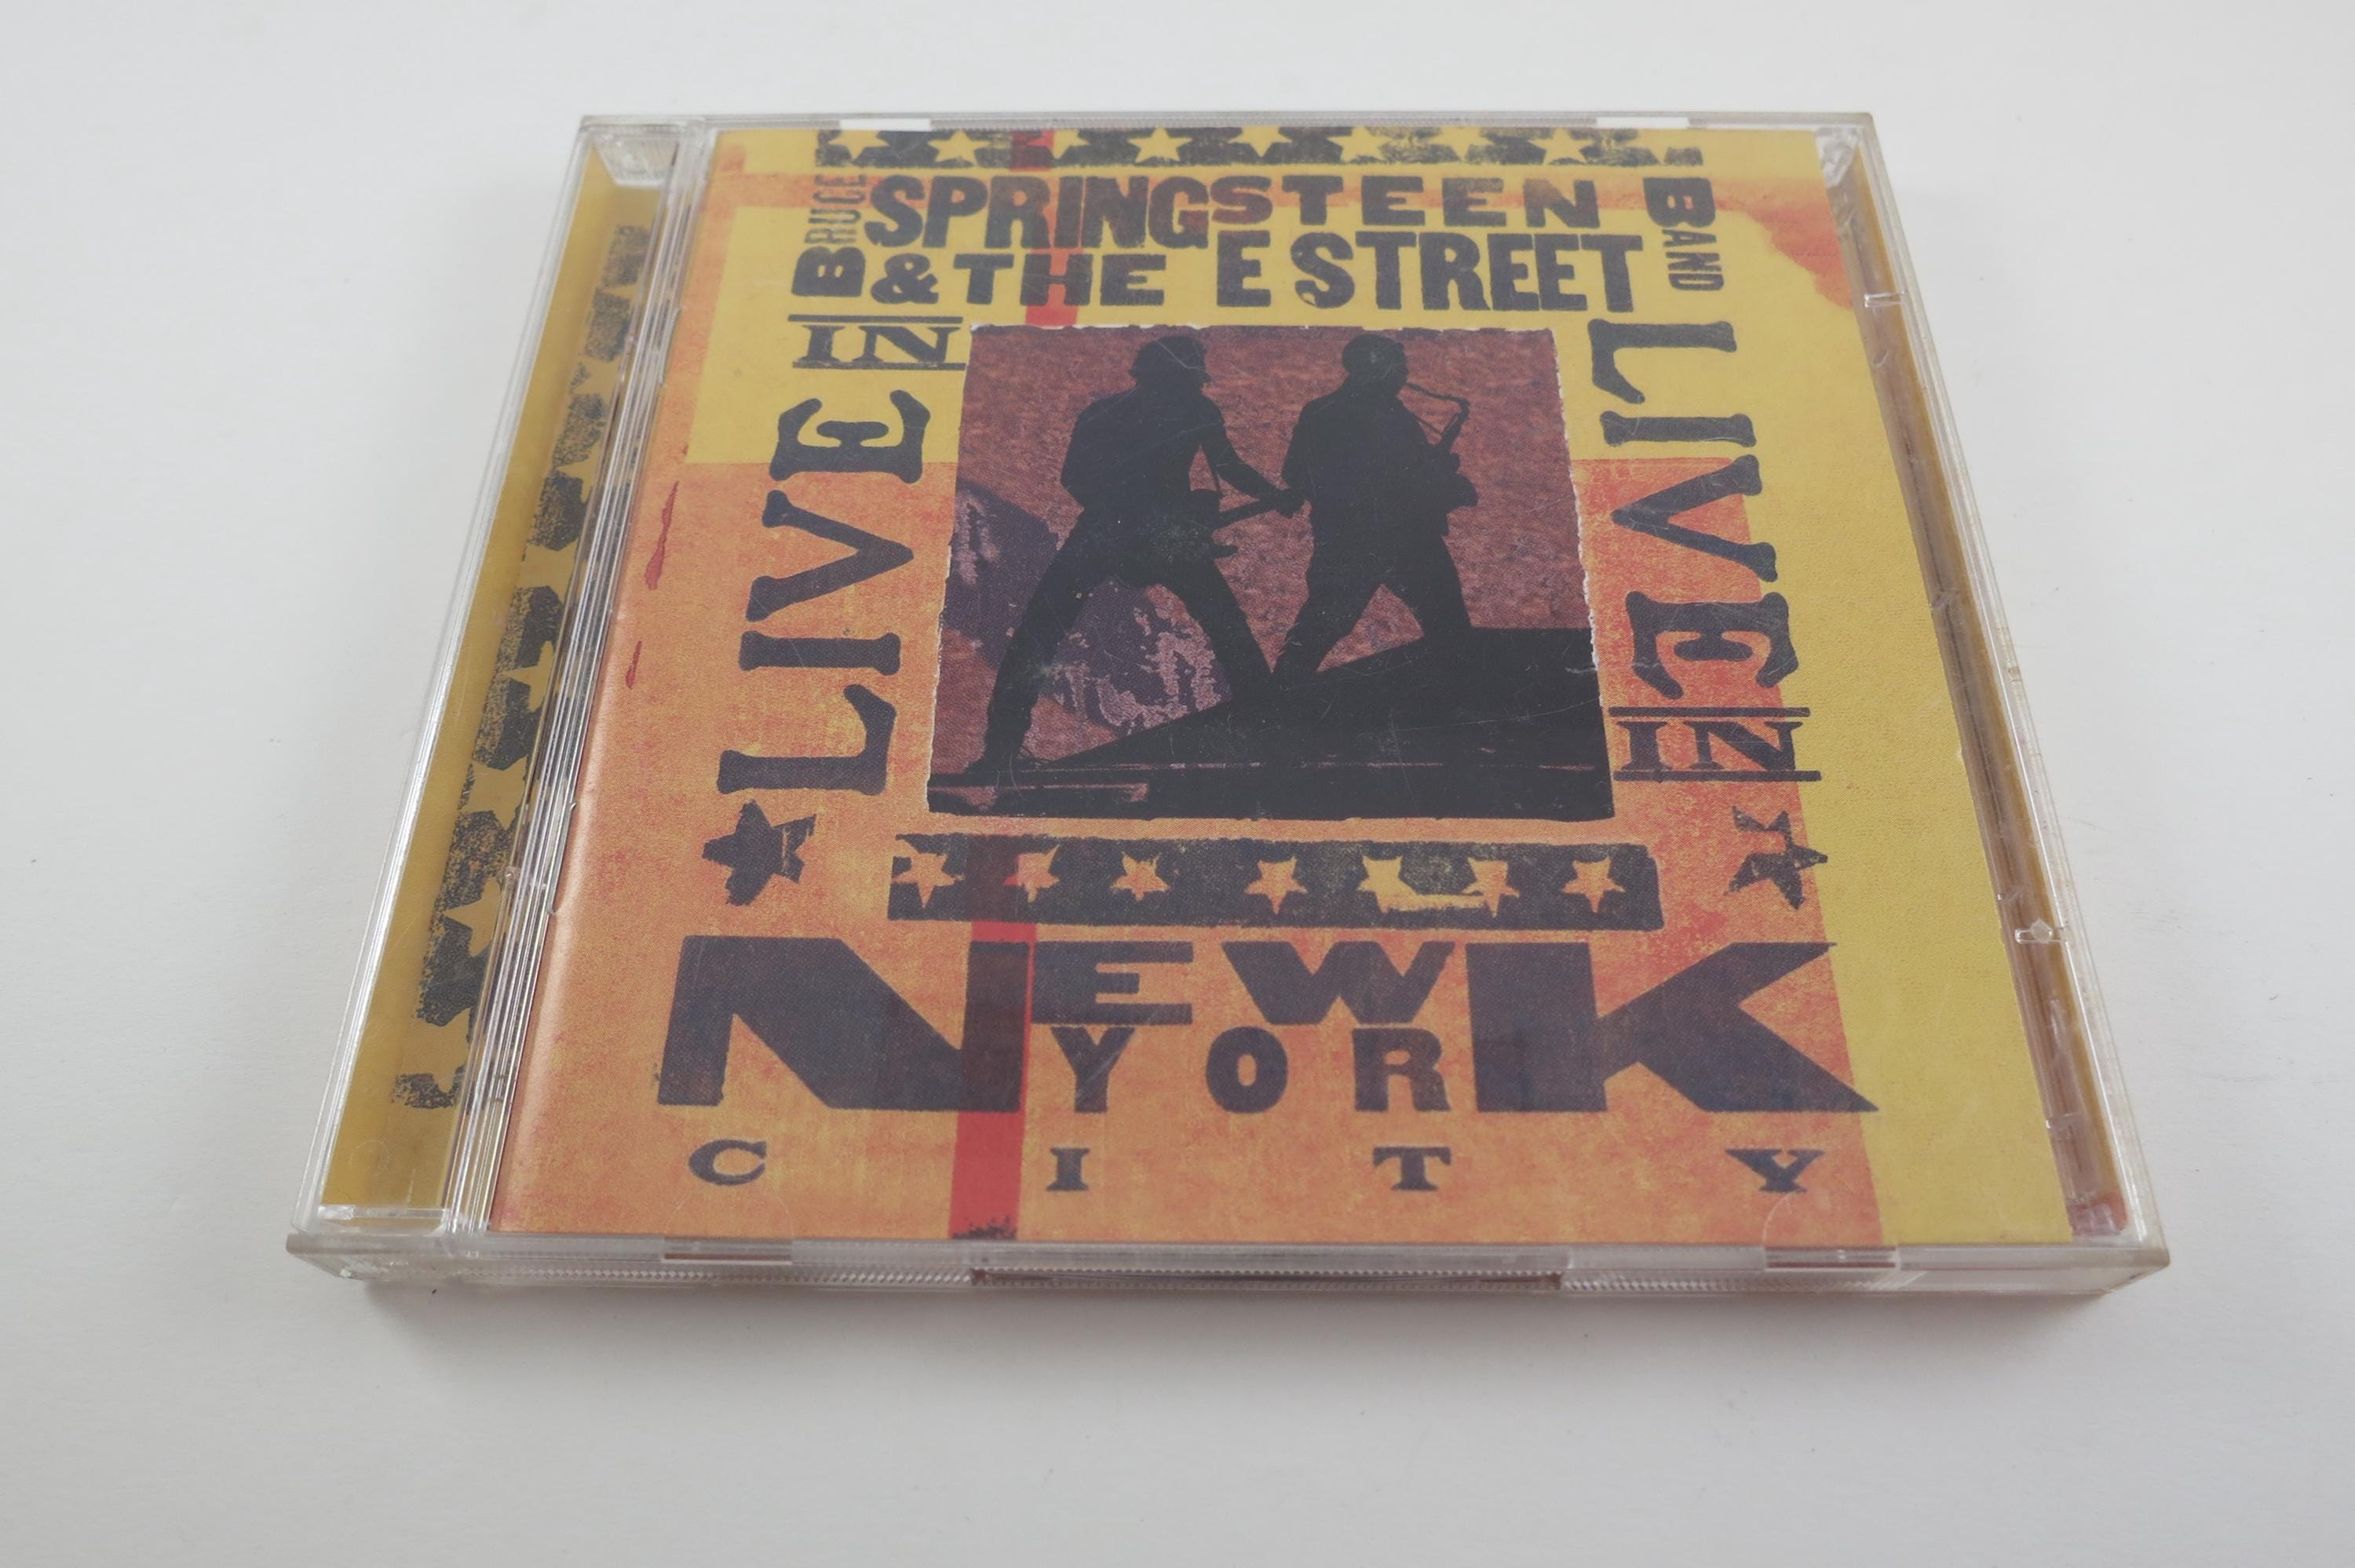 BRUCE
SPRINGSTEEN
& THE E STREET
BAND
LIVE IN
LIVE IN
NEW
YORK
CITY